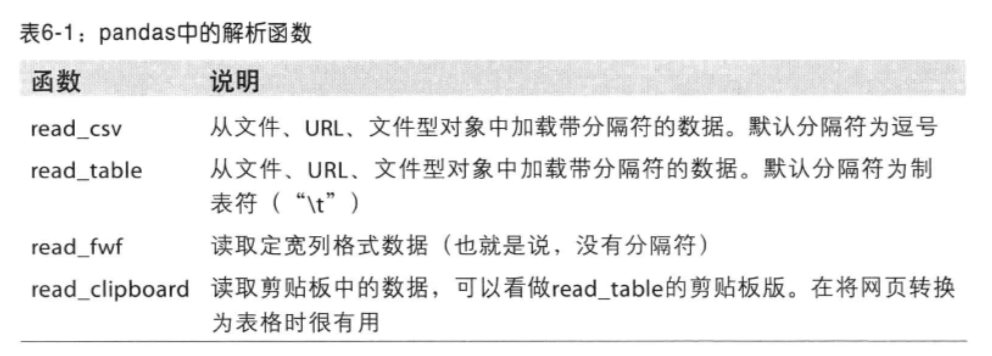 表6-1：pandas中的解析函数
函数 说明
read_csv 从文件、URL、文件型对象中加载带分隔符的数据。默认分隔符为逗号
read_table 从文件、URL、文件型对象中加载带分隔符的数据。默认分隔符为制
表符（“\t”）
read_fwf 读取定宽列格式数据（也就是说，没有分隔符）
read_clipboard 读取剪贴板中的数据，可以看做read_table的剪贴板版。在将网页转换
为表格时很有用